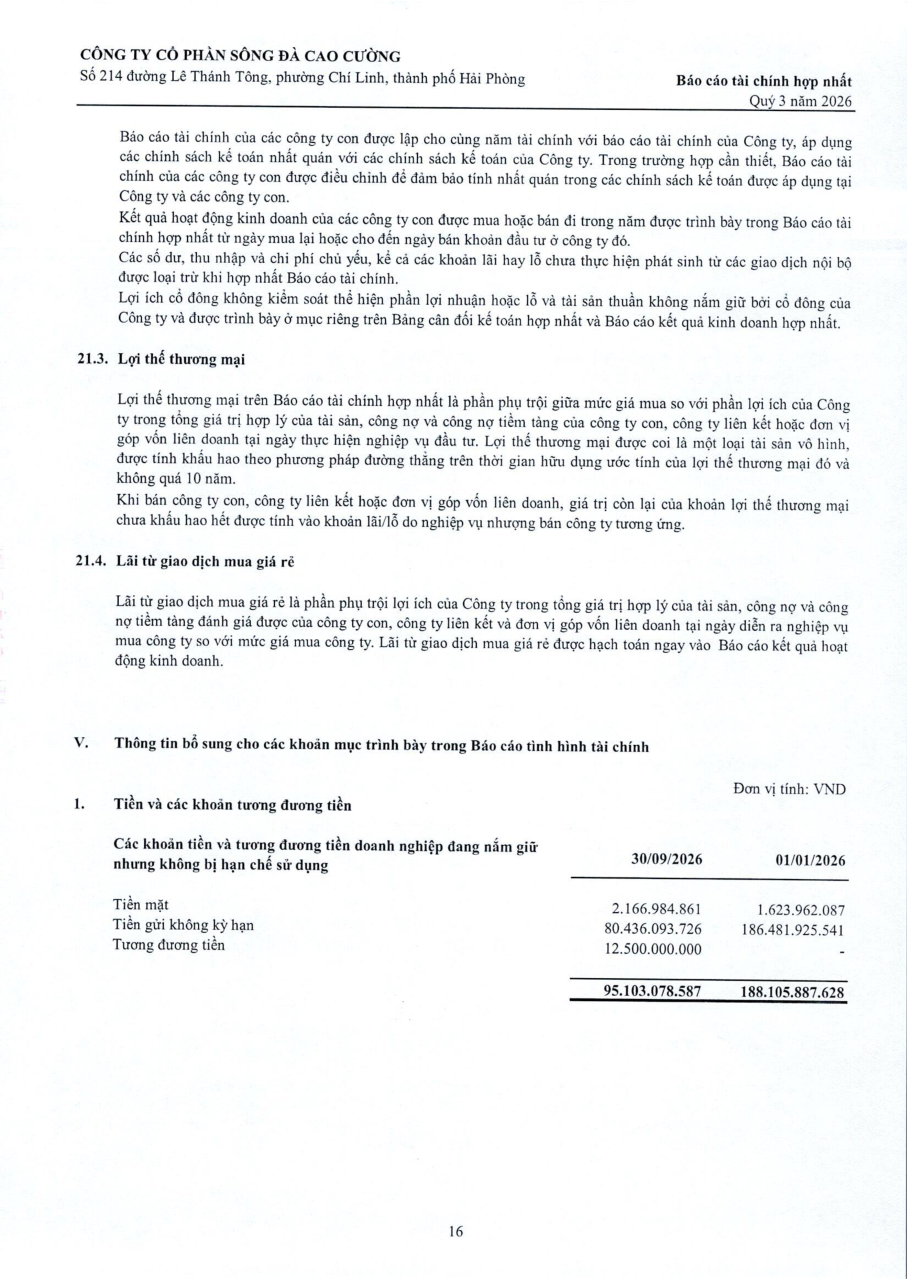 CÔNG TY CỔ PHẦN SÔNG ĐÀ CAO CƯỜNG
Số 214 đường Lê Thánh Tông, phường Chí Linh, thành phố Hải Phòng
Báo cáo tài chính hợp nhất
Quý 3 năm 2026
Báo cáo tài chính của các công ty con được lập cho cùng năm tài chính với báo cáo tài chính của Công ty, áp dụng
các chính sách kế toán nhất quán với các chính sách kế toán của Công ty. Trong trường hợp cần thiết, Báo cáo tài
chính của các công ty con được điều chỉnh để đảm bảo tính nhất quán trong các chính sách kế toán được áp dụng tại
Công ty và các công ty con.
Kết quả hoạt động kinh doanh của các công ty con được mua hoặc bán đi trong năm được trình bày trong Báo cáo tài
chính hợp nhất từ ngày mua lại hoặc cho đến ngày bán khoản đầu tư ở công ty đó.
Các số dư, thu nhập và chi phí chủ yếu, kể cả các khoản lãi hay lỗ chưa thực hiện phát sinh từ các giao dịch nội bộ
được loại trừ khi hợp nhất Báo cáo tài chính.
Lợi ích cổ đông không kiểm soát thể hiện phần lợi nhuận hoặc lỗ và tài sản thuần không nắm giữ bởi cổ đông của
Công ty và được trình bày ở mục riêng trên Bảng cân đối kế toán hợp nhất và Báo cáo kết quả kinh doanh hợp nhất.
21.3. Lợi thế thương mại
Lợi thế thương mại trên Báo cáo tài chính hợp nhất là phần phụ trội giữa mức giá mua so với phần lợi ích của Công
ty trong tổng giá trị hợp lý của tài sản, công nợ và công nợ tiềm tàng của công ty con, công ty liên kết hoặc đơn vị
góp vốn liên doanh tại ngày thực hiện nghiệp vụ đầu tư. Lợi thế thương mại được coi là một loại tài sản vô hình,
được tính khấu hao theo phương pháp đường thẳng trên thời gian hữu dụng ước tính của lợi thế thương mại đó và
không quá 10 năm.
Khi bán công ty con, công ty liên kết hoặc đơn vị góp vốn liên doanh, giá trị còn lại của khoản lợi thế thương mại
chưa khấu hao hết được tính vào khoản lãi/lỗ do nghiệp vụ nhượng bán công ty tương ứng.
21.4. Lãi từ giao dịch mua giá rẻ
Lãi từ giao dịch mua giá rẻ là phần phụ trội lợi ích của Công ty trong tổng giá trị hợp lý của tài sản, công nợ và công
nợ tiềm tàng đánh giá được của công ty con, công ty liên kết và đơn vị góp vốn liên doanh tại ngày diễn ra nghiệp vụ
mua công ty so với mức giá mua công ty. Lãi từ giao dịch mua giá rẻ được hạch toán ngay vào Báo cáo kết quả hoạt
động kinh doanh.
V. Thông tin bổ sung cho các khoản mục trình bày trong Báo cáo tình hình tài chính
Đơn vị tính: VND
1. Tiền và các khoản tương đương tiền
Các khoản tiền và tương đương tiền doanh nghiệp đang nắm giữ
nhưng không bị hạn chế sử dụng 30/09/2026 01/01/2026
Tiền mặt 2.166.984.861 1.623.962.087
Tiền gửi không kỳ hạn 80.436.093.726 186.481.925.541
Tương đương tiền 12.500.000.000 -
95.103.078.587 188.105.887.628
16